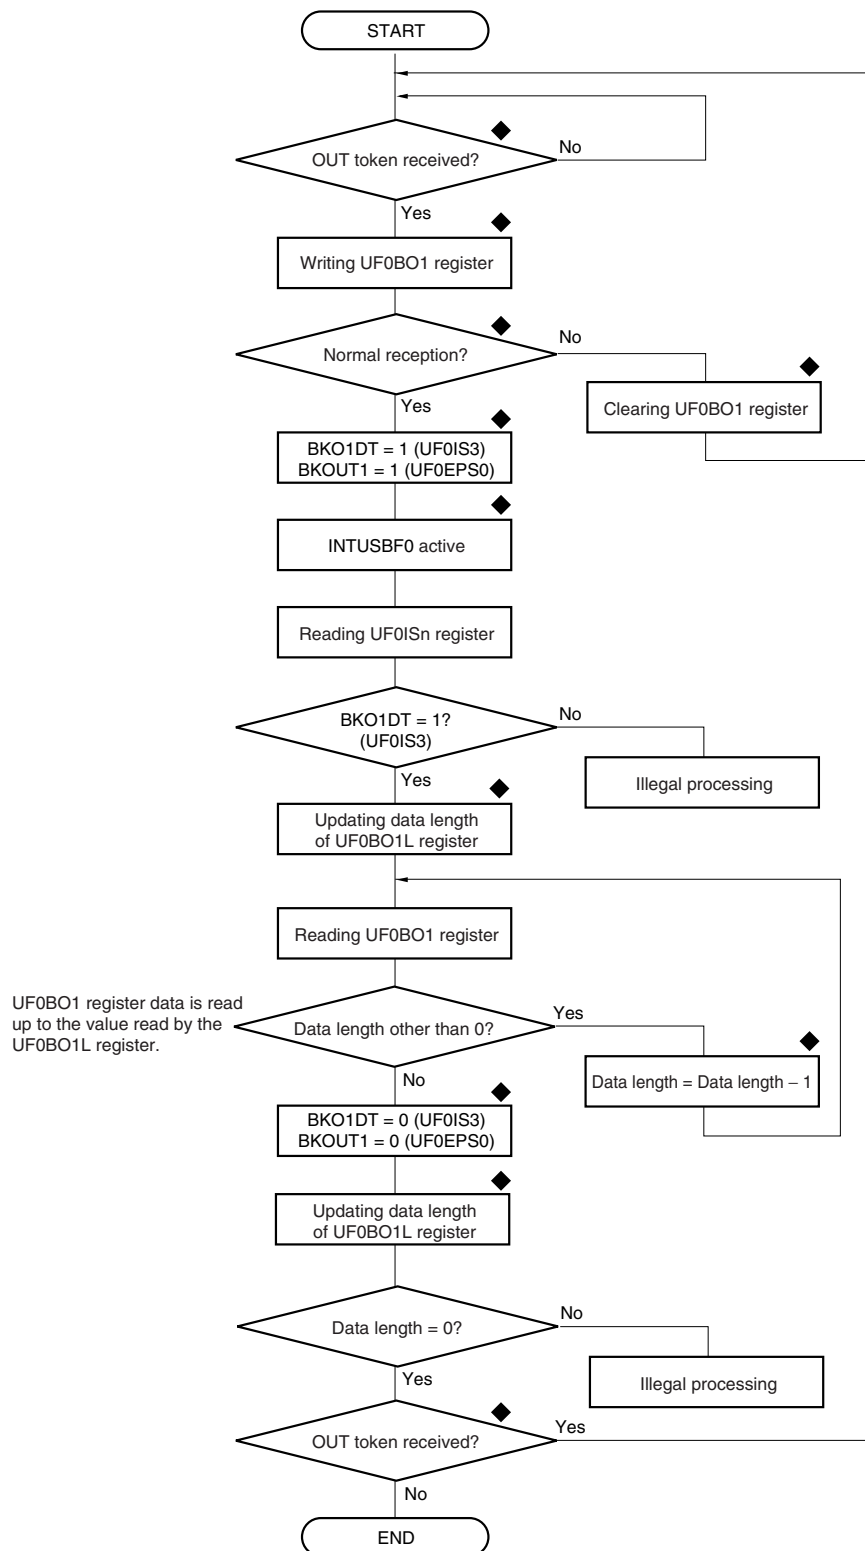 START
OUT token received?
No
Yes
Writing UF0BO1 register
Normal reception?
No
Yes
Clearing UF0BO1 register
BKO1DT = 1 (UF0IS3)
BKOUT1 = 1 (UF0EPS0)
INTUSBF0 active
Reading UF0ISn register
BKO1DT = 1?
(UF0IS3)
No
Yes
Illegal processing
Updating data length
of UF0BO1L register
Reading UF0BO1 register
UF0BO1 register data is read
up to the value read by the
UF0BO1L register.
Data length other than 0?
Yes
No
Data length = Data length – 1
BKO1DT = 0 (UF0IS3)
BKOUT1 = 0 (UF0EPS0)
Updating data length
of UF0BO1L register
Data length = 0?
No
Yes
Illegal processing
OUT token received?
Yes
No
END